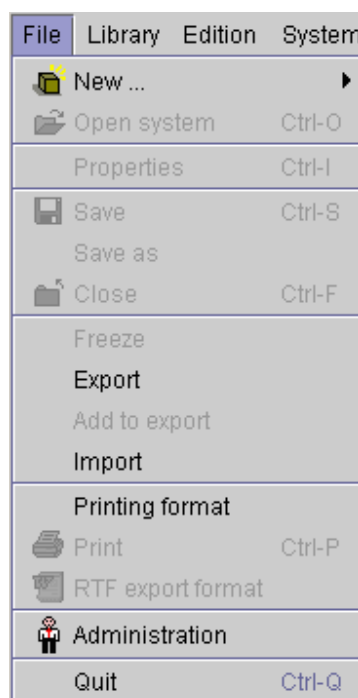 File Library Edition System
New ...
Open system Ctrl-O
Properties Ctrl-I
Save Ctrl-S
Save as
Close Ctrl-F
Freeze
Export
Add to export
Import
Printing format
Print Ctrl-P
RTF export format
Administration
Quit Ctrl-Q